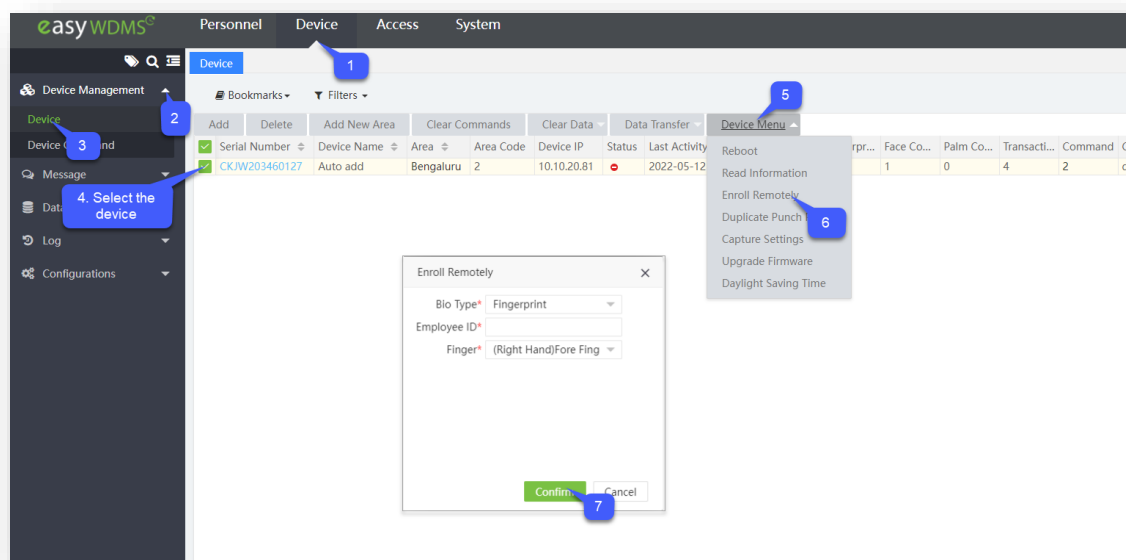 easy WDMS
Personnel Device Access System
Device
1
Device Management
2
Bookmarks Filters
5
Device
3
Add Delete Add New Area Clear Commands Clear Data Data Transfer Device Menu
Serial Number Device Name Area Area Code Device IP Status Last Activity rpr... Face Co... Palm Co... Transacti... Command
CKJW203460127 Auto add Bengaluru 2 10.10.20.81 2022-05-12 1 0 4 2
Device
Message
4. Select the
device
Log
Configurations
Reboot
Read Information
Enroll Remotely
6
Duplicate Punch
Capture Settings
Upgrade Firmware
Daylight Saving Time
Enroll Remotely
Bio Type* Fingerprint
Employee ID*
Finger* (Right Hand)Fore Fing
Confirm Cancel
7